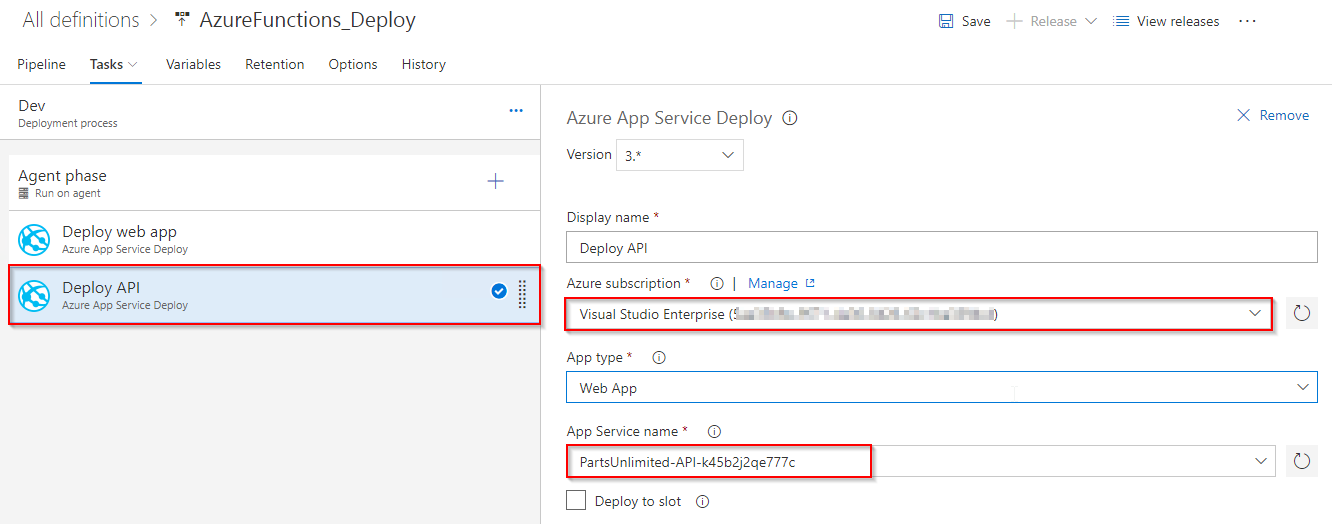 All definitions > AzureFunctions_Deploy
Save
Release
View releases
...
Pipeline
Tasks
Variables
Retention
Options
History
Dev
Deployment process
...
Agent phase
Run on agent
Deploy web app
Azure App Service Deploy
Deploy API
Azure App Service Deploy
Azure App Service Deploy
Remove
Version 3.*
Display name *
Deploy API
Azure subscription * | Manage
Visual Studio Enterprise ( )
App type *
Web App
App Service name *
PartsUnlimited-API-k45b2j2qe777c
Deploy to slot